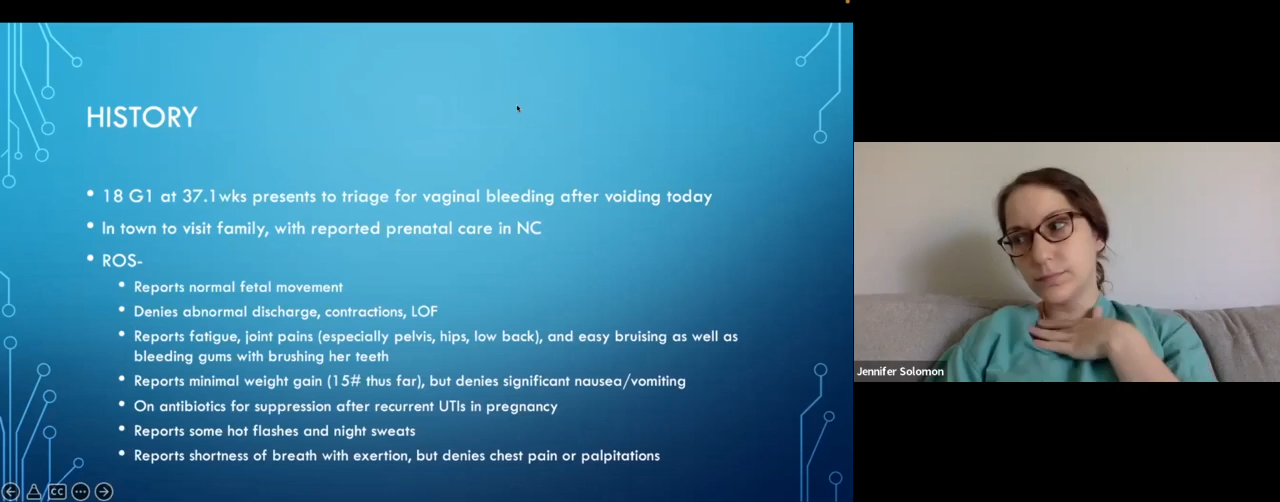 HISTORY
• 18 G1 at 37.1wks presents to triage for vaginal bleeding after voiding today
• In town to visit family, with reported prenatal care in NC
• ROS-
• Reports normal fetal movement
• Denies abnormal discharge, contractions, LOF
• Reports fatigue, joint pains (especially pelvis, hips, low back), and easy bruising as well as
bleeding gums with brushing her teeth
• Reports minimal weight gain (15# thus far), but denies significant nausea/vomiting
• On antibiotics for suppression after recurrent UTIs in pregnancy
• Reports some hot flashes and night sweats
• Reports shortness of breath with exertion, but denies chest pain or palpitations
CC
Jennifer Solomon